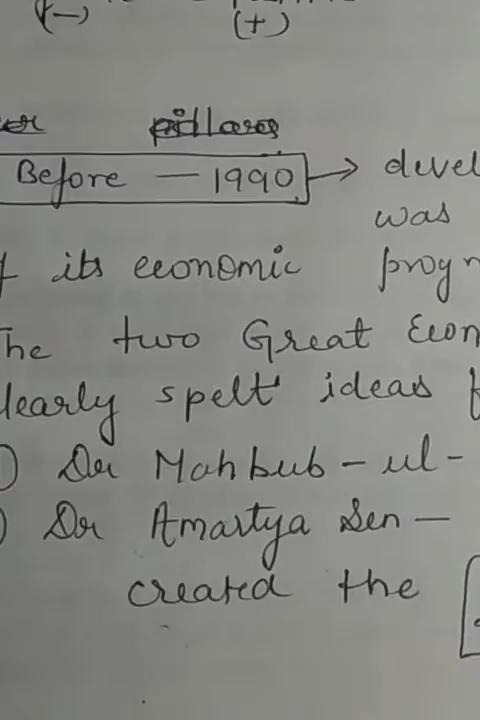 (-) (+)
pillars
Before — 1990 → devel
was
f its economic progr
The two Great Econ
learly spelt ideas f
) Dr Mahbub-ul-
) Dr Amartya Sen —
created the